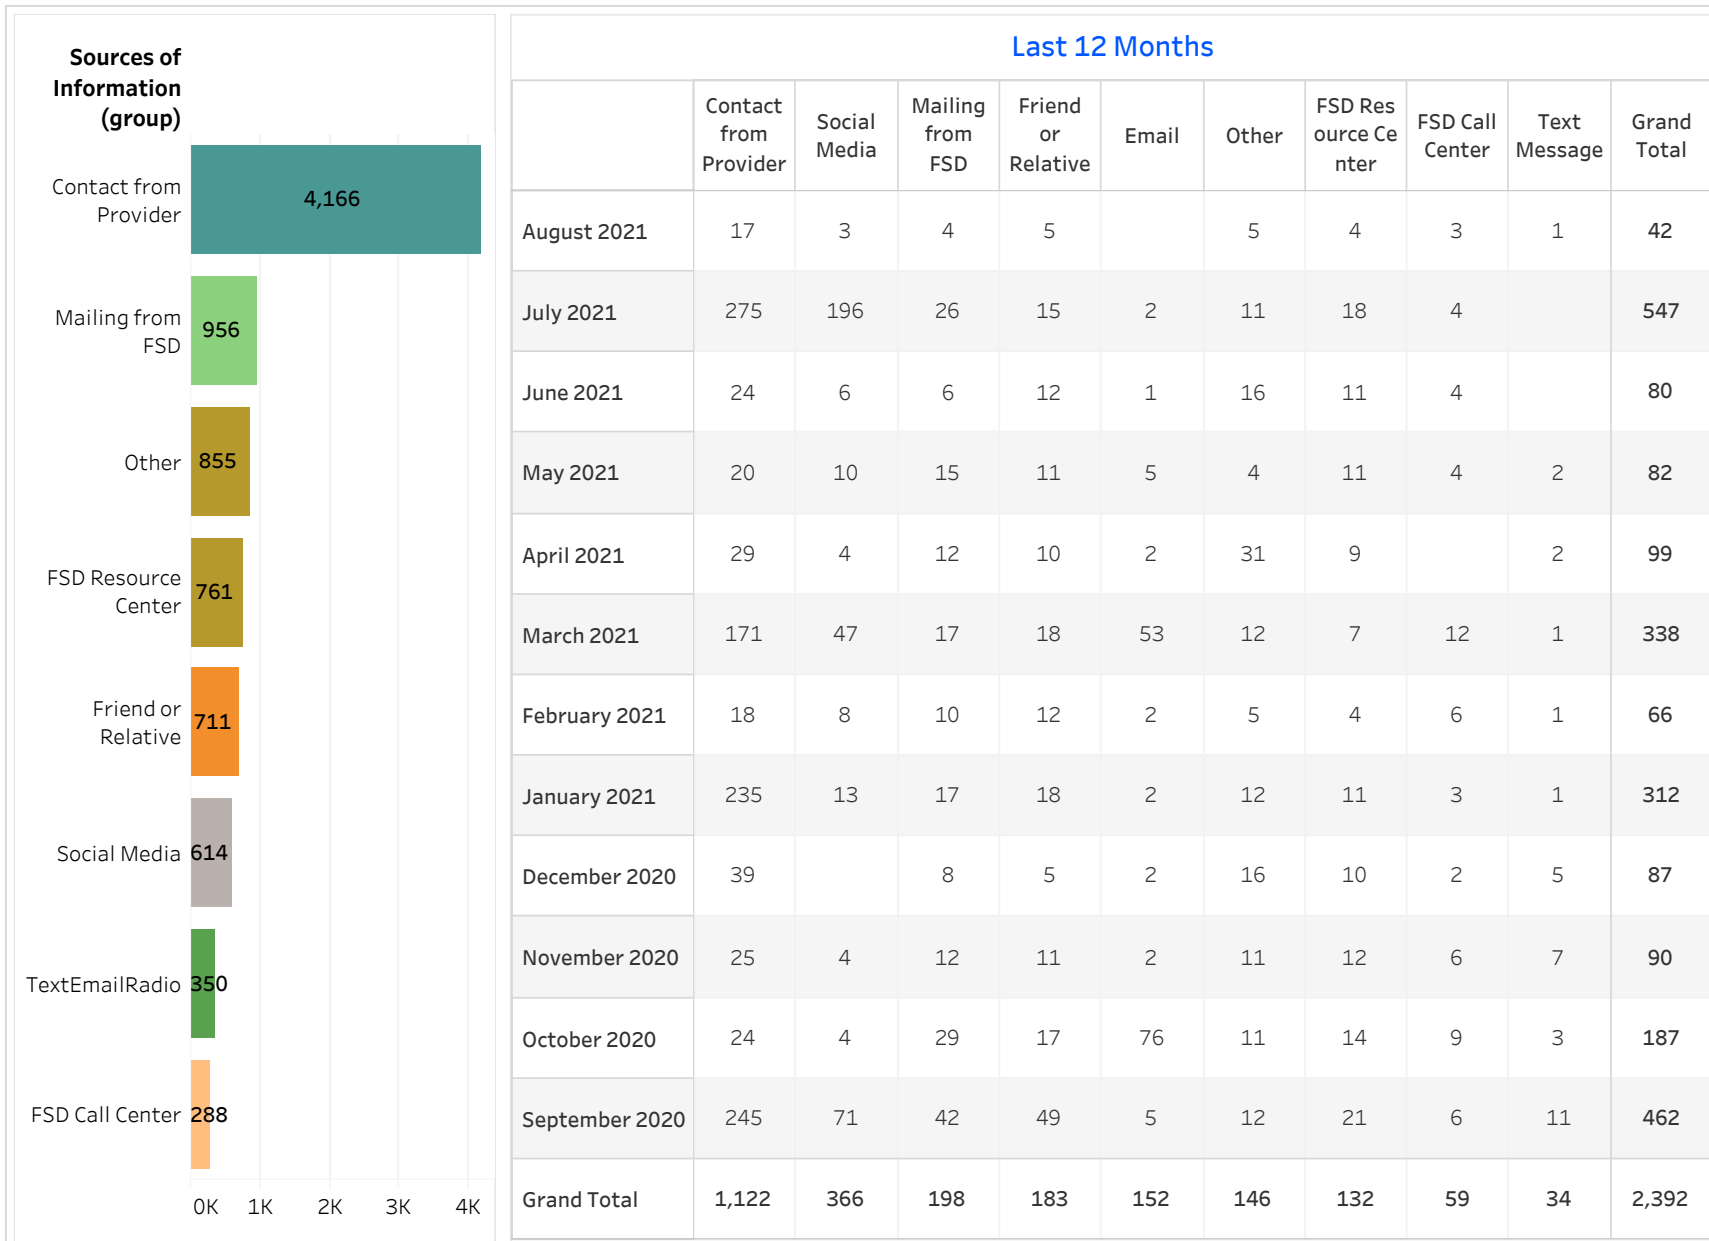 Sources of
Information
(group)
Contact from
Provider
4,166
Mailing from
FSD
956
Other
855
FSD Resource
Center
761
Friend or
Relative
711
Social Media
614
TextEmailRadio
350
FSD Call Center
288
0K 1K 2K 3K 4K
Last 12 Months
Contact
from
Provider
Social
Media
Mailing
from
FSD
Friend
or
Relative
Email
Other
FSD Res
ource Ce
nter
FSD Call
Center
Text
Message
Grand
Total
August 2021 17 3 4 5 5 4 3 1 42
July 2021 275 196 26 15 2 11 18 4 547
June 2021 24 6 6 12 1 16 11 4 80
May 2021 20 10 15 11 5 4 11 4 2 82
April 2021 29 4 12 10 2 31 9 2 99
March 2021 171 47 17 18 53 12 7 12 1 338
February 2021 18 8 10 12 2 5 4 6 1 66
January 2021 235 13 17 18 2 12 11 3 1 312
December 2020 39 8 5 2 16 10 2 5 87
November 2020 25 4 12 11 2 11 12 6 7 90
October 2020 24 4 29 17 76 11 14 9 3 187
September 2020 245 71 42 49 5 12 21 6 11 462
Grand Total 1,122 366 198 183 152 146 132 59 34 2,392